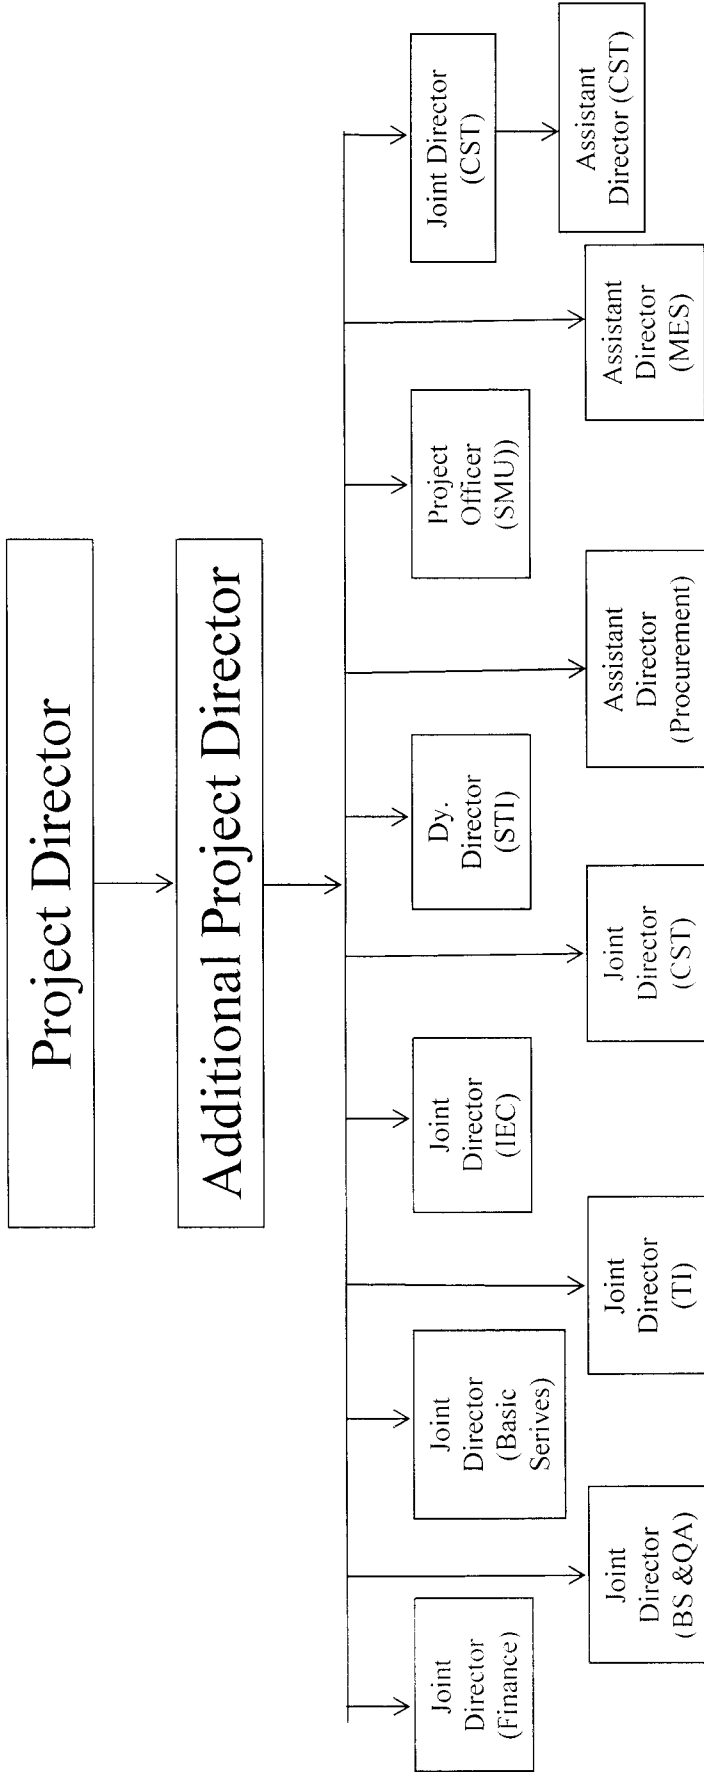 Project Director
Additional Project Director
Joint
Director
(Finance)
Joint
Director
(BS &QA)
Joint
Director
(Basic
Serives)
Joint
Director
(TI)
Joint
Director
(IEC)
Joint
Director
(CST)
Dy.
Director
(STI)
Assistant
Director
(Procurement)
Project
Officer
(SMU))
Assistant
Director
(MES)
Joint Director
(CST)
Assistant
Director (CST)